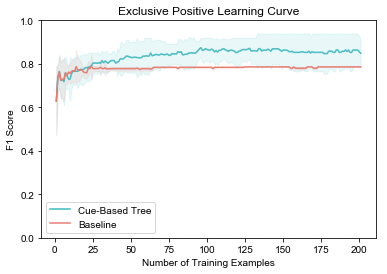 Exclusive Positive Learning Curve
F1 Score
1.0
0.8
0.6
0.4
0.2
0.0
Cue-Based Tree
Baseline
0 25 50 75 100 125 150 175 200
Number of Training Examples